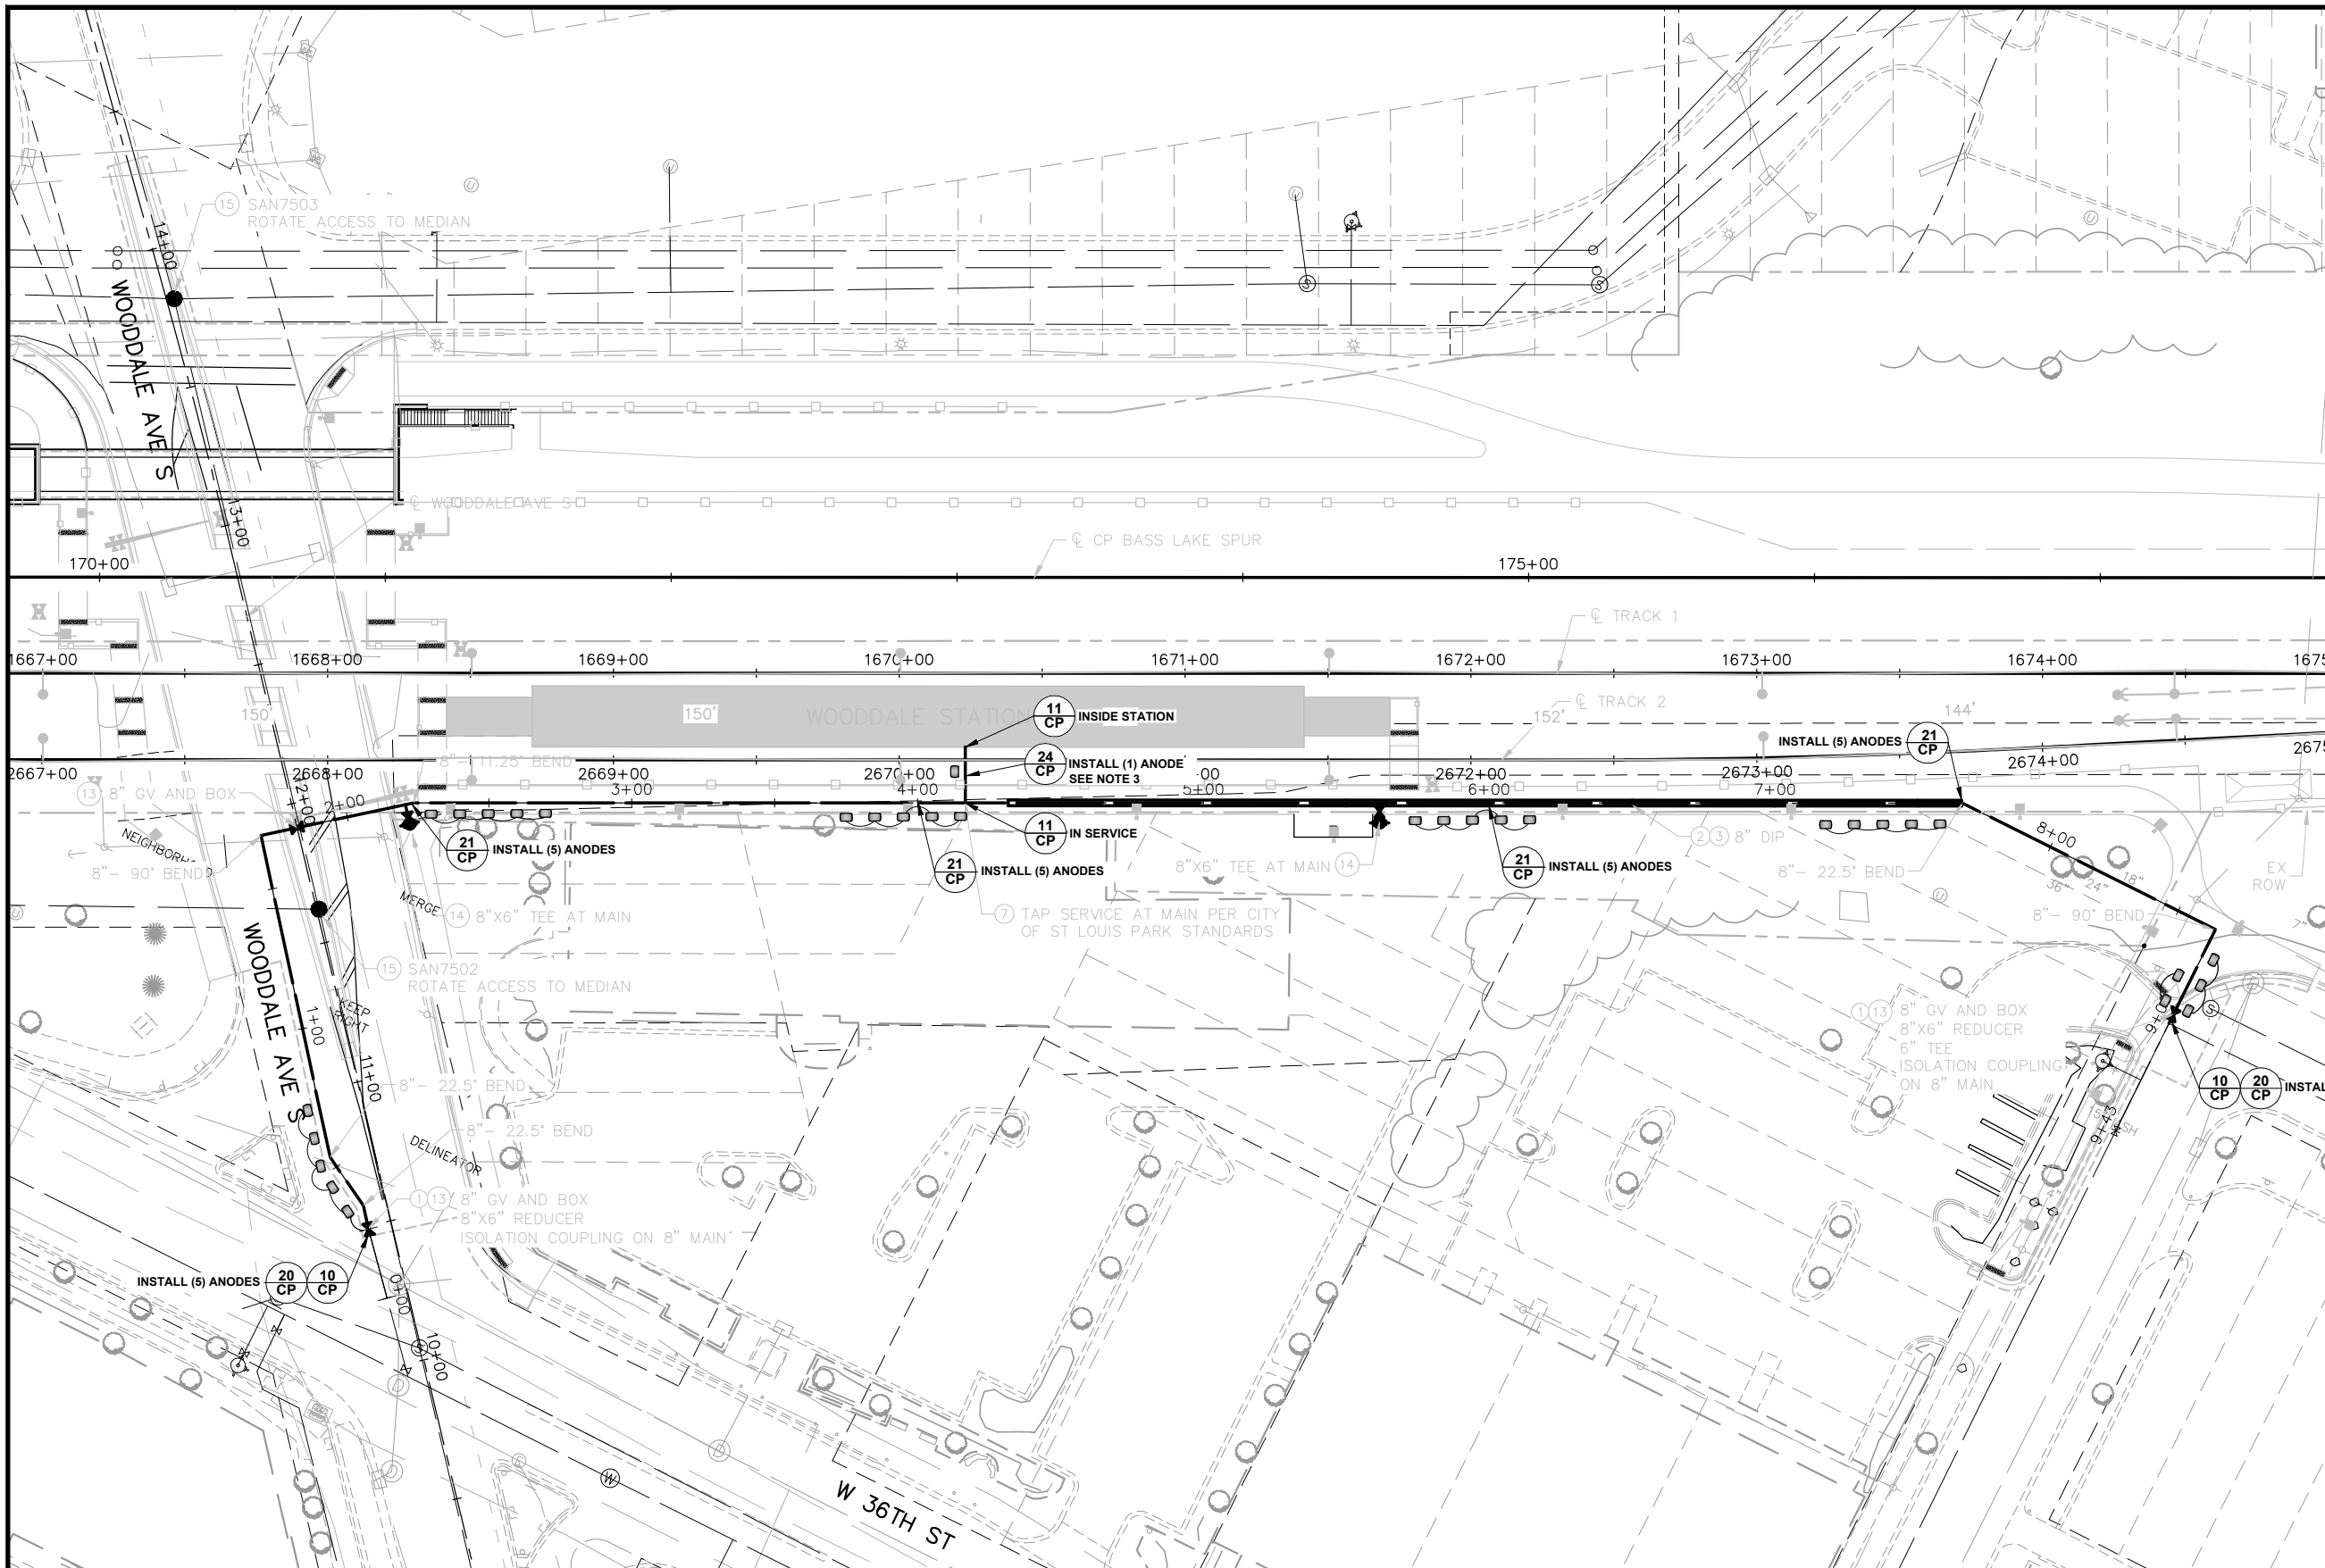 15 SAN7503
ROTATE ACCESS TO MEDIAN
14+00
WOODDALE AVE S
13+00
℄ WOODDALE AVE S
℄ CP BASS LAKE SPUR
170+00
175+00
℄ TRACK 1
1667+00
1668+00
1669+00
1670+00
1671+00
1672+00
1673+00
1674+00
150'
150'
WOODDALE STATION
11
CP
INSIDE STATION
152'
℄ TRACK 2
144'
INSTALL (5) ANODES
21
CP
24
CP
INSTALL (1) ANODE
SEE NOTE 3
8"-11.25° BEND
2667+00
2668+00
2669+00
2670+00
2672+00
2673+00
2674+00
13 8" GV AND BOX
12+00
2+00
3+00
4+00
5+00
6+00
7+00
8+00
11
CP
IN SERVICE
2 3 8" DIP
8"- 90° BEND
21
CP
INSTALL (5) ANODES
21
CP
INSTALL (5) ANODES
8"X6" TEE AT MAIN 14
21
CP
INSTALL (5) ANODES
8"- 22.5° BEND
36"
24"
18"
EX
ROW
7"
MERGE
14 8"X6" TEE AT MAIN
7 TAP SERVICE AT MAIN PER CITY
OF ST LOUIS PARK STANDARDS
8"- 90° BEND
WOODDALE AVE S
15 SAN7502
ROTATE ACCESS TO MEDIAN
KEEP
RIGHT
1+00
11+00
1 13 8" GV AND BOX
8"X6" REDUCER
6" TEE
ISOLATION COUPLING
ON 8" MAIN
10
CP
20
CP
9+43
4"
8"- 22.5° BEND
8"- 22.5° BEND
DELINEATOR
1 13 8" GV AND BOX
8"X6" REDUCER
ISOLATION COUPLING ON 8" MAIN
INSTALL (5) ANODES
20
CP
10
CP
0+00
10+00
W 36TH ST